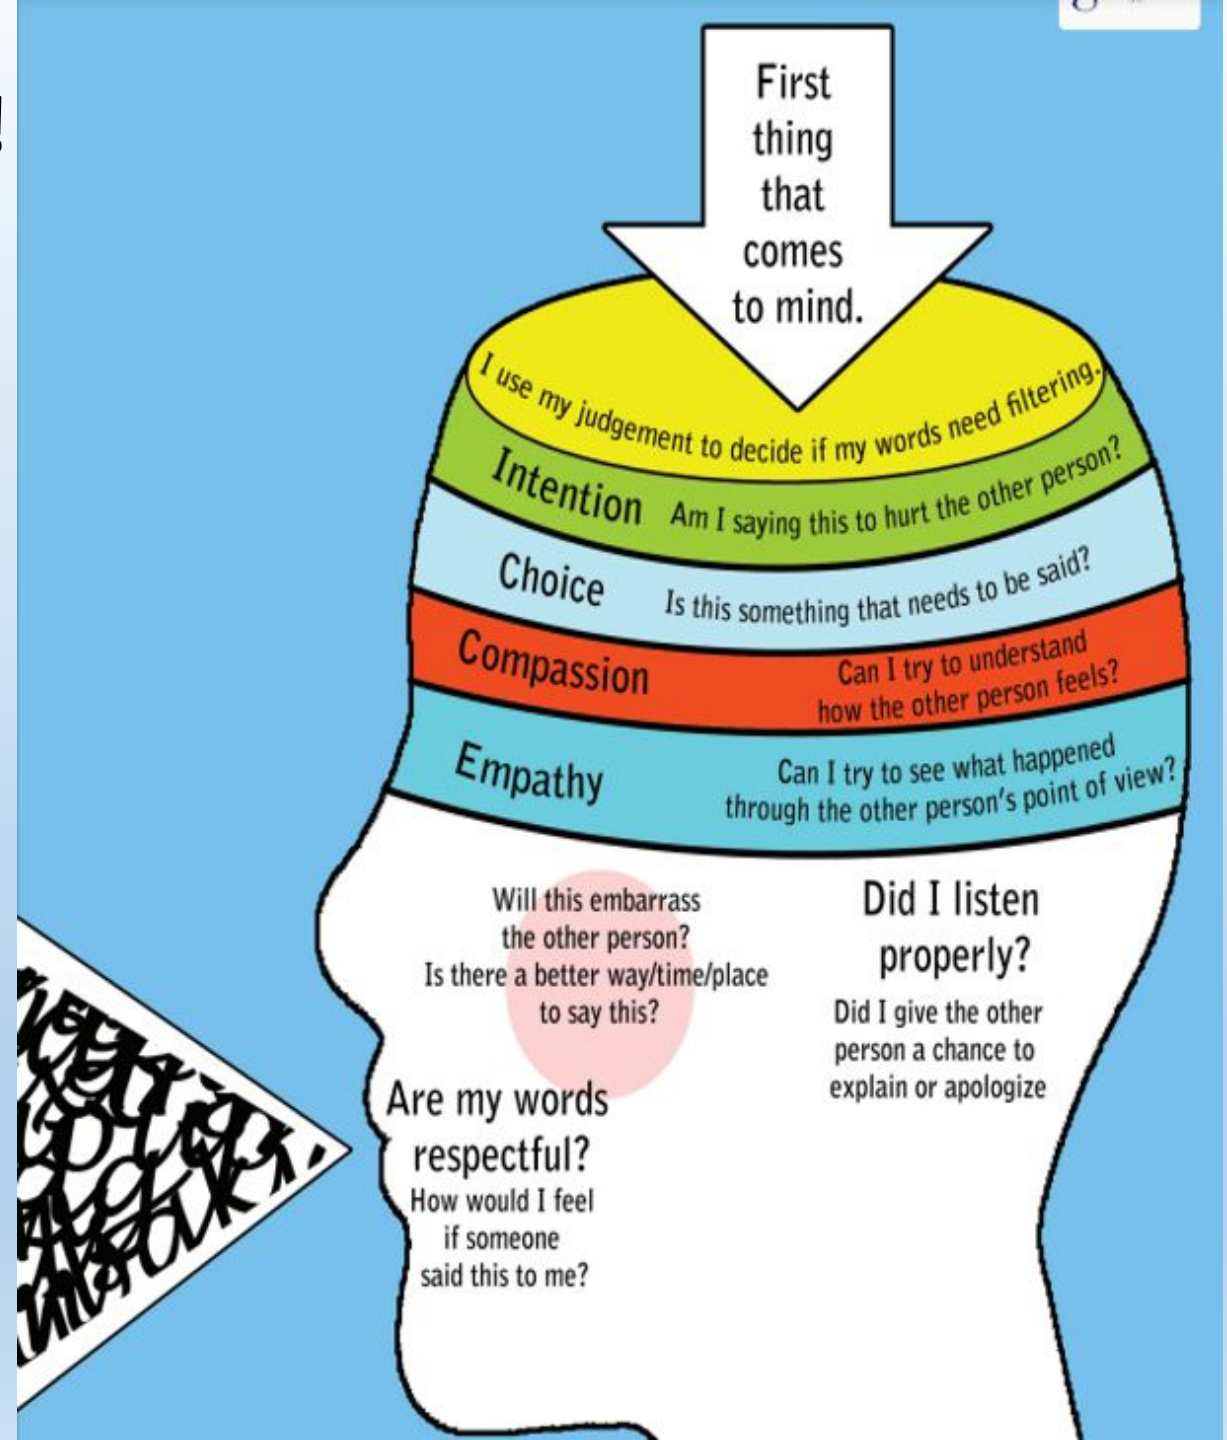 !
First
thing
that
comes
to mind.
I use my judgement to decide if my words need filtering.
Intention Am I saying this to hurt the other person?
Choice Is this something that needs to be said?
Compassion Can I try to understand
how the other person feels?
Empathy Can I try to see what happened
through the other person's point of view?
Will this embarrass
the other person?
Is there a better way/time/place
to say this?
Did I listen
properly?
Did I give the other
person a chance to
explain or apologize
Are my words
respectful?
How would I feel
if someone
said this to me?